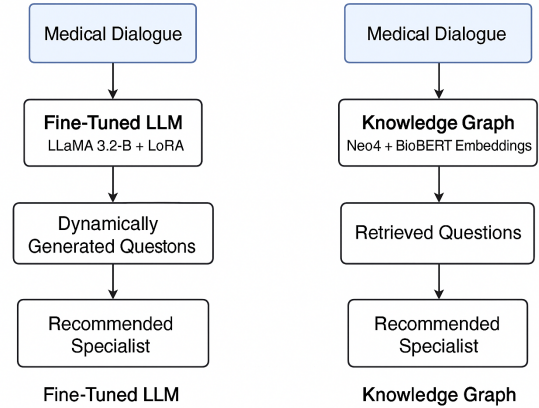 Medical Dialogue
Fine-Tuned LLM
LLaMA 3.2-B + LoRA
Dynamically
Generated Questons
Recommended
Specialist
Fine-Tuned LLM
Medical Dialogue
Knowledge Graph
Neo4 + BioBERT Embeddings
Retrieved Questions
Recommended
Specialist
Knowledge Graph